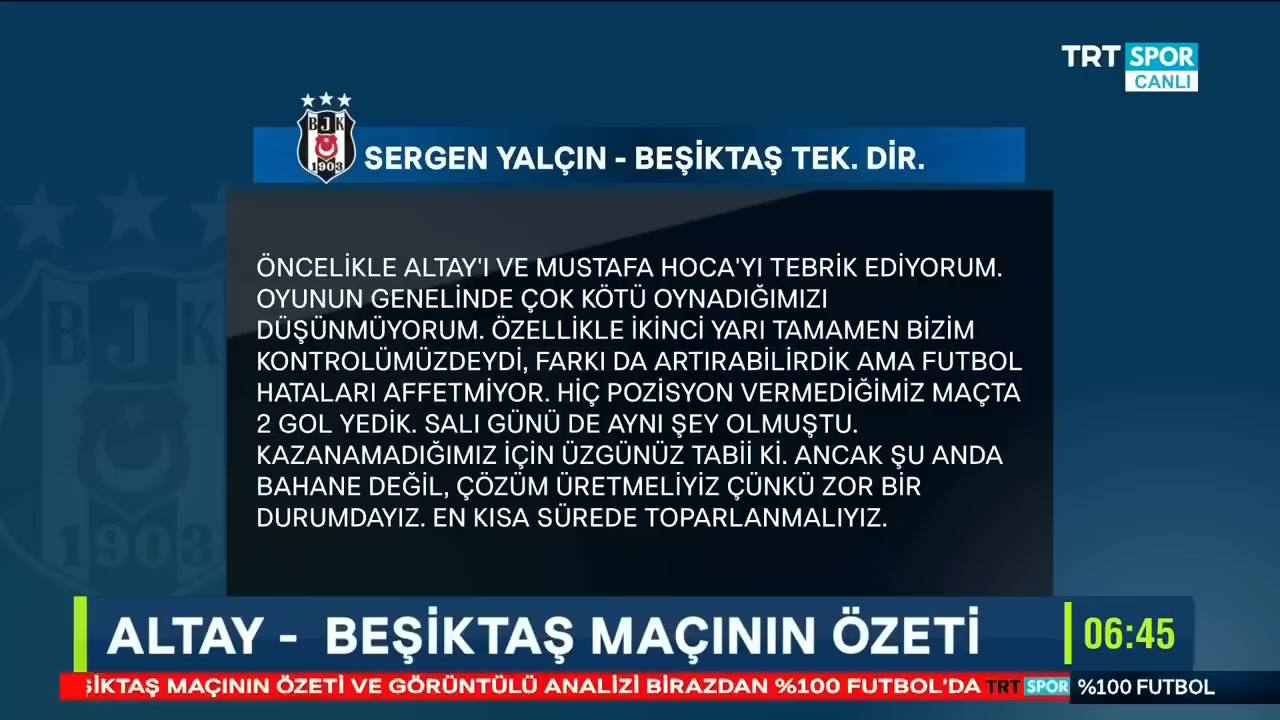 TRT SPOR
CANLI
BJK
1903
SERGEN YALÇIN - BEŞİKTAŞ TEK. DİR.
BJK
1903
ÖNCELİKLE ALTAY'I VE MUSTAFA HOCA'YI TEBRİK EDİYORUM.
OYUNUN GENELİNDE ÇOK KÖTÜ OYNADIĞIMIZI
DÜŞÜNMÜYORUM. ÖZELLİKLE İKİNCİ YARI TAMAMEN BİZİM
KONTROLÜMÜZDEYDİ, FARKI DA ARTIRABİLİRDİK AMA FUTBOL
HATALARI AFFETMİYOR. HİÇ POZİSYON VERMEDİĞİMİZ MAÇTA
2 GOL YEDİK. SALI GÜNÜ DE AYNI ŞEY OLMUŞTU.
KAZANAMADIĞIMIZ İÇİN ÜZGÜNÜZ TABİİ Kİ. ANCAK ŞU ANDA
BAHANE DEĞİL, ÇÖZÜM ÜRETMELİYİZ ÇÜNKÜ ZOR BİR
DURUMDAYIZ. EN KISA SÜREDE TOPARLANMALIYIZ.
ALTAY - BEŞİKTAŞ MAÇININ ÖZETİ
06:45
ŞİKTAŞ MAÇININ ÖZETİ VE GÖRÜNTÜLÜ ANALİZİ BİRAZDAN %100 FUTBOL'DA TRT SPOR
%100 FUTBOL